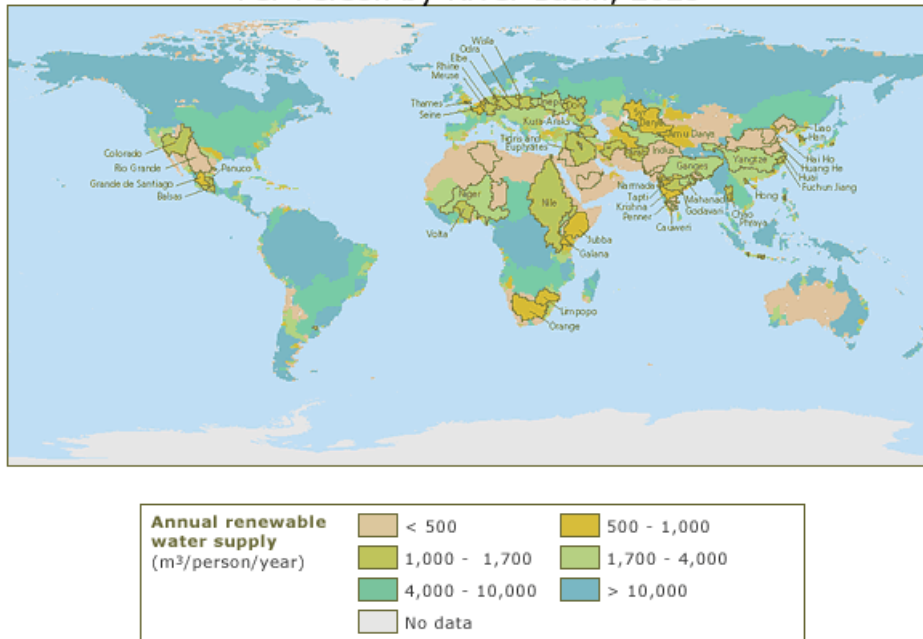 Wisla
Odra
Elbe
Rhine
Meuse
Thames
Seine
Kura-Araks
Tigris and
Euphrates
Syr
Darya
Amu Darya
Indus
Ganges
Yangtze
Liao
Han
Hai Ho
Huang He
Huai
Fuchun Jiang
Hong
Chao
Phraya
Narmada
Tapti
Krishna
Penner
Cauweri
Mahanadi
Godavari
Colorado
Rio Grande
Panuco
Grande de Santiago
Balsas
Niger
Nile
Volta
Jubba
Galana
Limpopo
Orange
Annual renewable
water supply
(m³/person/year)
< 500
500 - 1,000
1,000 - 1,700
1,700 - 4,000
4,000 - 10,000
> 10,000
No data